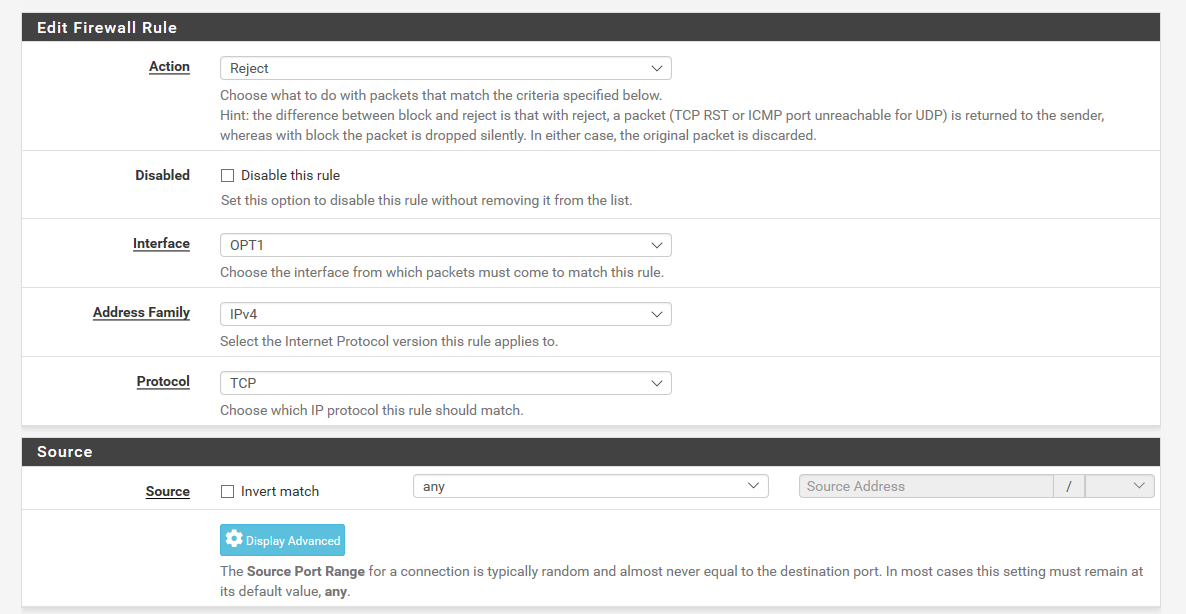 Edit Firewall Rule
Action
Reject
Choose what to do with packets that match the criteria specified below.
Hint: the difference between block and reject is that with reject, a packet (TCP RST or ICMP port unreachable for UDP) is returned to the sender,
whereas with block the packet is dropped silently. In either case, the original packet is discarded.
Disabled
Disable this rule
Set this option to disable this rule without removing it from the list.
Interface
OPT1
Choose the interface from which packets must come to match this rule.
Address Family
IPv4
Select the Internet Protocol version this rule applies to.
Protocol
TCP
Choose which IP protocol this rule should match.
Source
Source
Invert match
any
Source Address
/
Display Advanced
The Source Port Range for a connection is typically random and almost never equal to the destination port. In most cases this setting must remain at
its default value, any.